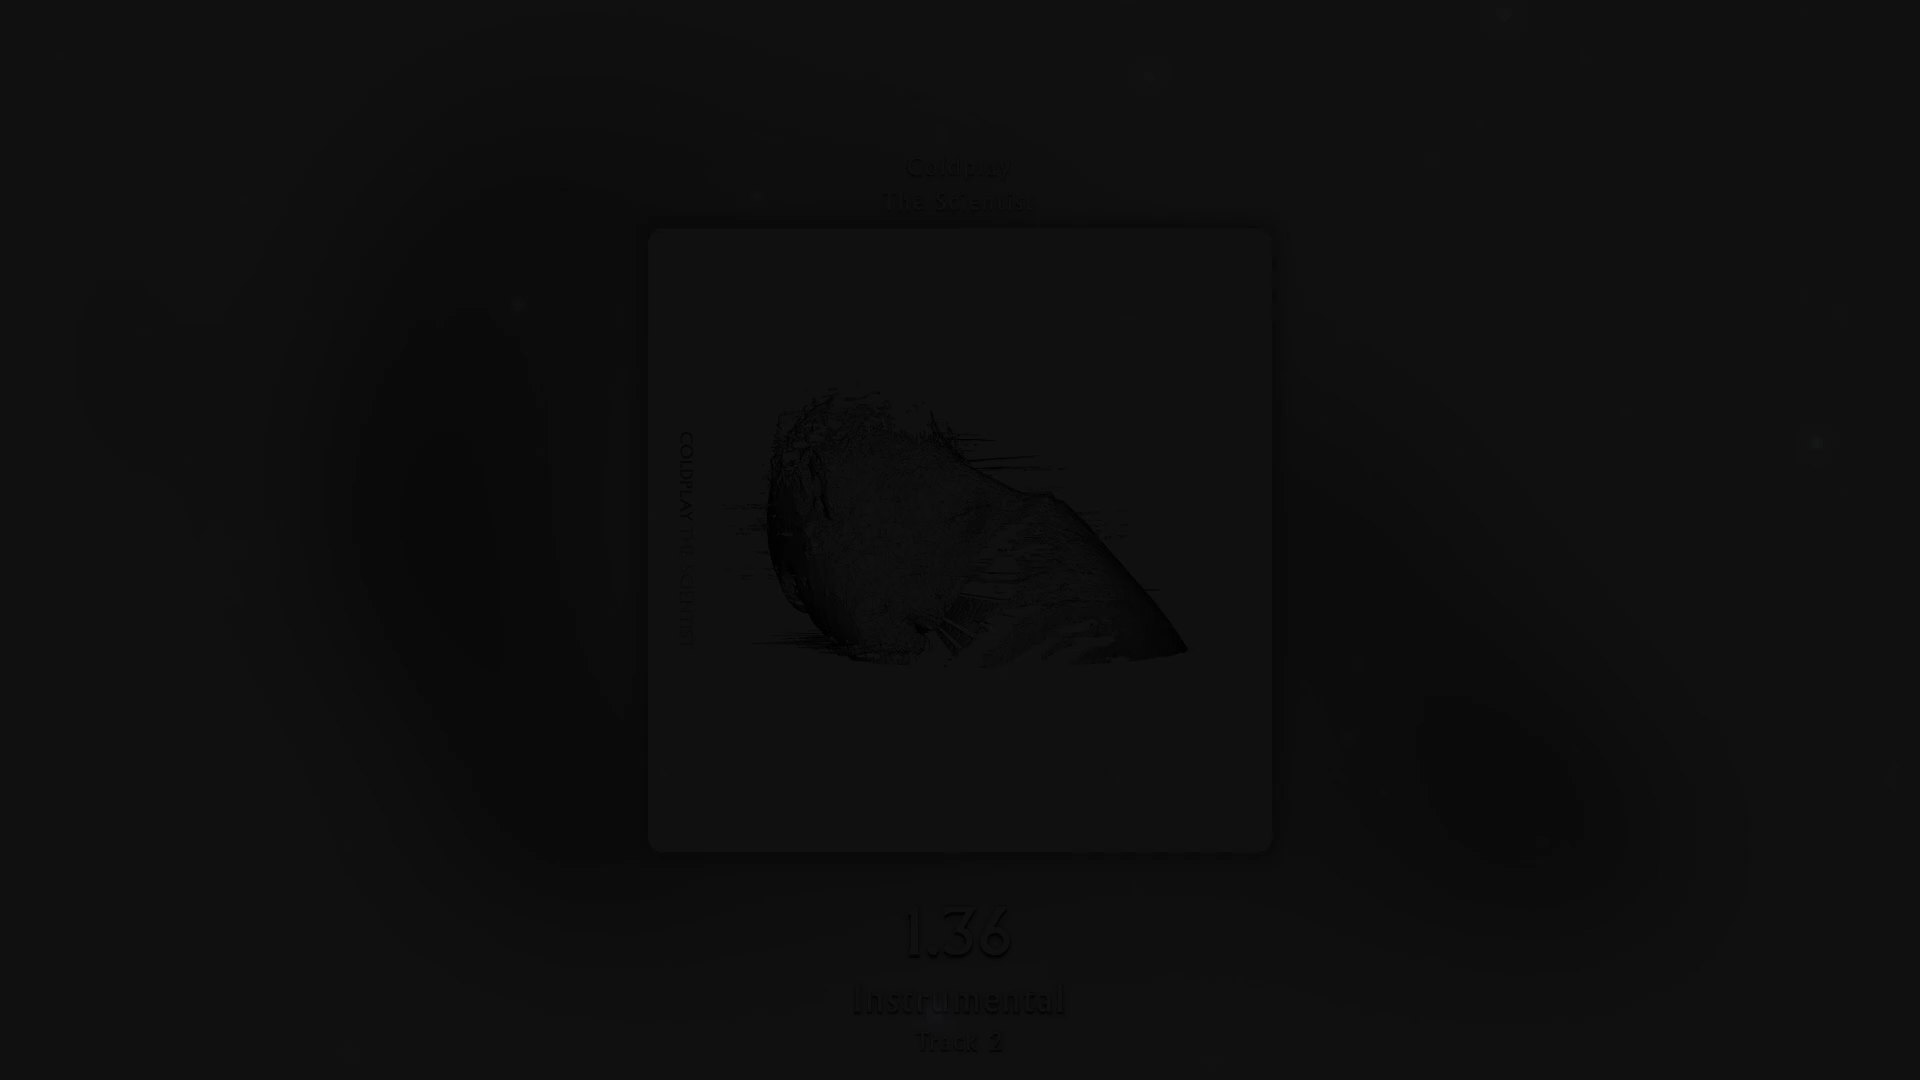 Coldplay
The Scientist
COLDPLAY THE SCIENTIST
1.36
Instrumental
Track 2